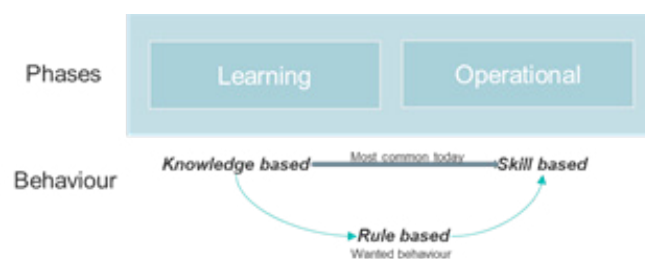 Phases
Learning
Operational
Behaviour
Knowledge based
Most common today
Skill based
Rule based
Wanted behaviour